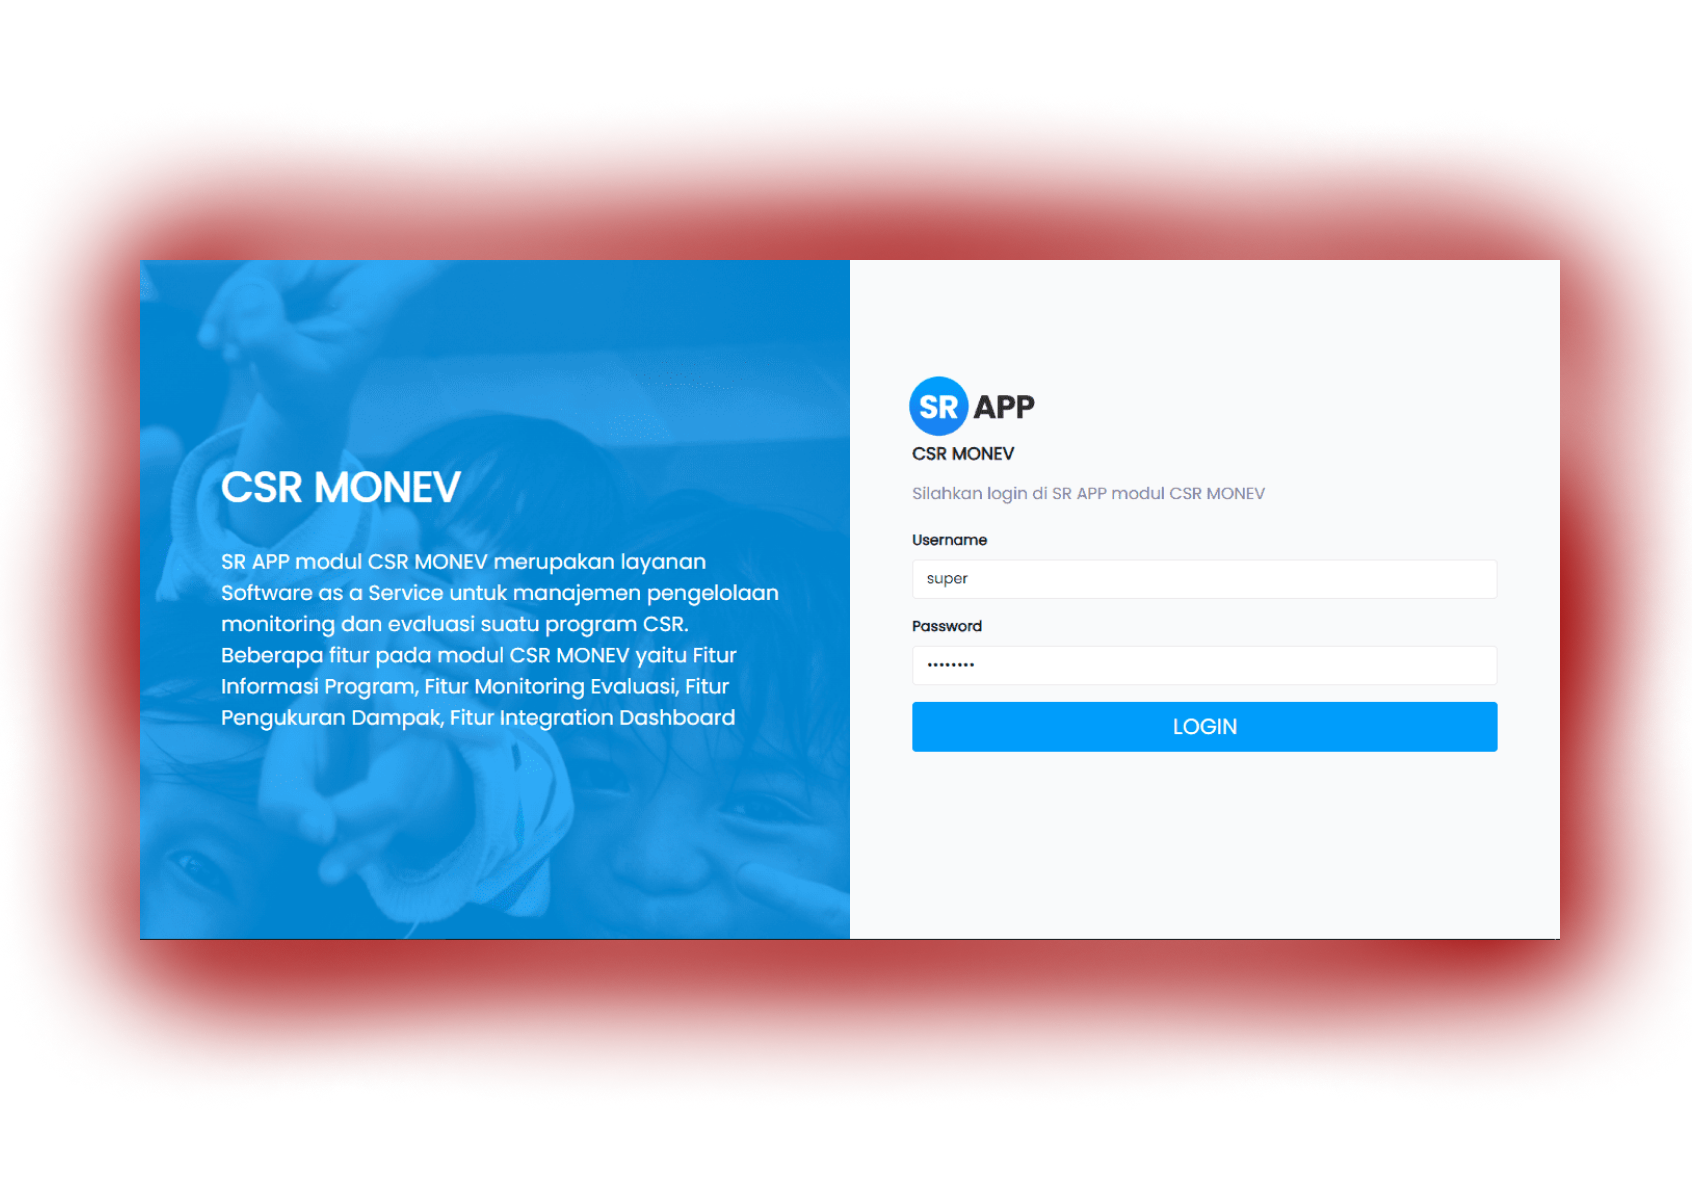 CSR MONEV
SR APP modul CSR MONEV merupakan layanan
Software as a Service untuk manajemen pengelolaan
monitoring dan evaluasi suatu program CSR.
Beberapa fitur pada modul CSR MONEV yaitu Fitur
Informasi Program, Fitur Monitoring Evaluasi, Fitur
Pengukuran Dampak, Fitur Integration Dashboard
SR APP
CSR MONEV
Silahkan login di SR APP modul CSR MONEV
Username
super
Password
••••••••
LOGIN